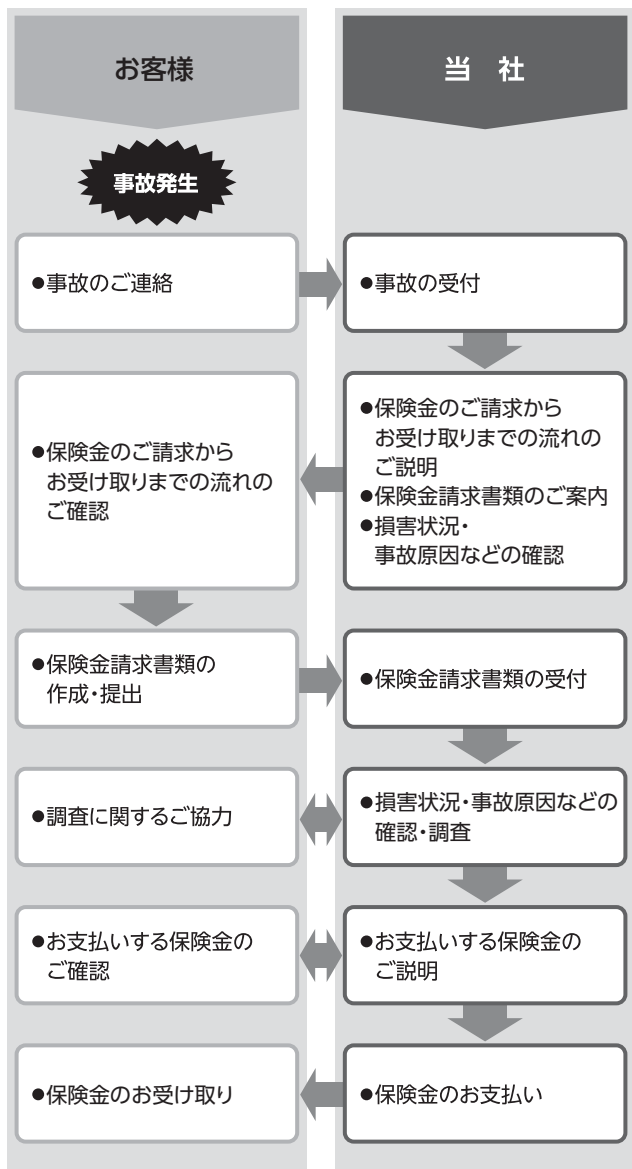 お客様
当 社
事故発生
●事故のご連絡
●事故の受付
●保険金のご請求から
お受け取りまでの流れの
ご説明
●保険金請求書類のご案内
●損害状況・
事故原因などの確認
●保険金のご請求から
お受け取りまでの流れの
ご確認
●保険金請求書類の
作成・提出
●保険金請求書類の受付
●調査に関するご協力
●損害状況・事故原因などの
確認・調査
●お支払いする保険金の
ご確認
●お支払いする保険金の
ご説明
●保険金のお受け取り
●保険金のお支払い